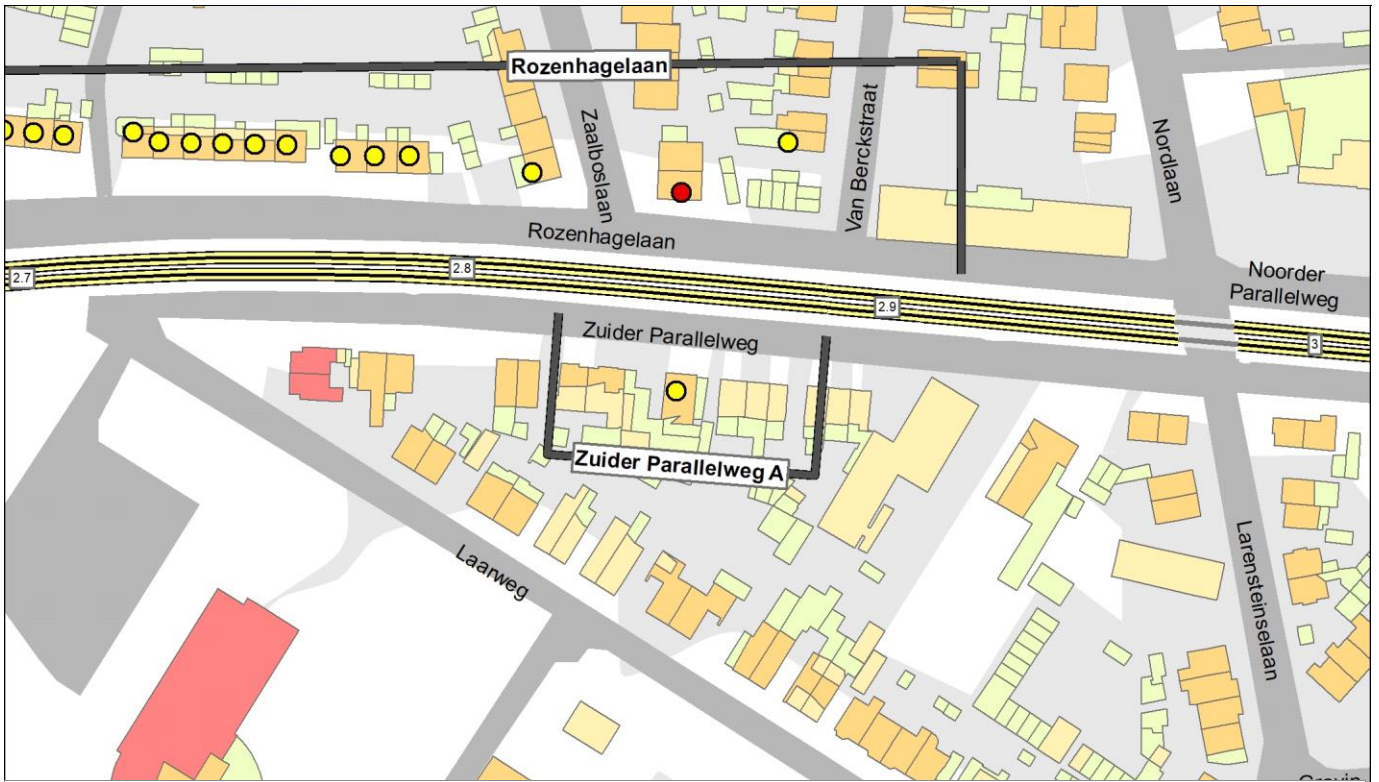 Rozenhagelaan
Zaalboslaan
Van Berckstraat
Nordlaan
Rozenhagelaan
Noorder
Parallelweg
2.7
2.8
2.9
3
Zuider Parallelweg
Zuider Parallelweg A
Laarweg
Larensteinselaan